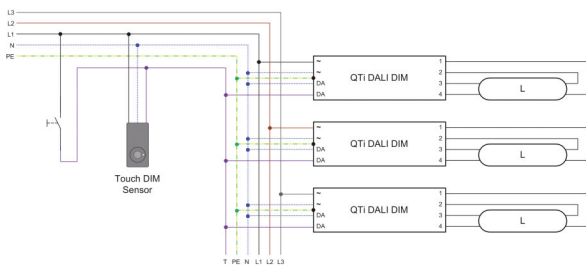 L3
L2
L1
N
PE
~
~
DA
DA
QTi DALI DIM
1
2
3
4
L
~
~
DA
DA
QTi DALI DIM
1
2
3
4
L
~
~
DA
DA
QTi DALI DIM
1
2
3
4
L
Touch DIM
Sensor
T PE N L1 L2 L3